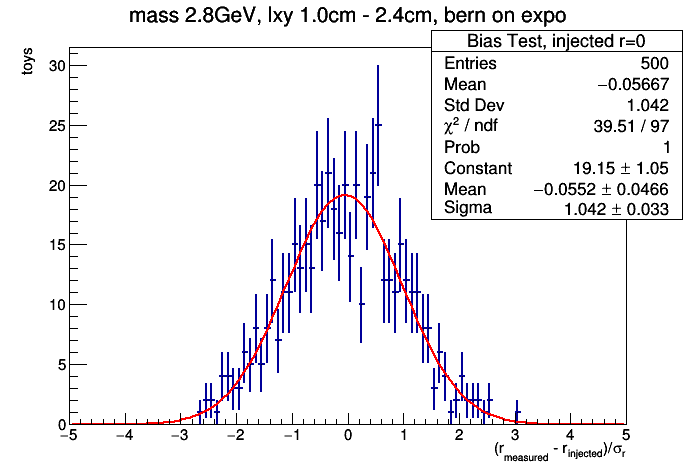 mass 2.8GeV, lxy 1.0cm - 2.4cm, bern on expo
toys
Bias Test, injected r=0
Entries 500
Mean −0.05667
Std Dev 1.042
χ² / ndf 39.51 / 97
Prob 1
Constant 19.15 ± 1.05
Mean −0.0552 ± 0.0466
Sigma 1.042 ± 0.033
30
25
20
15
10
5
0
−5 −4 −3 −2 −1 0 1 2 3 4 5
(r_measured - r_injected)/σ_r